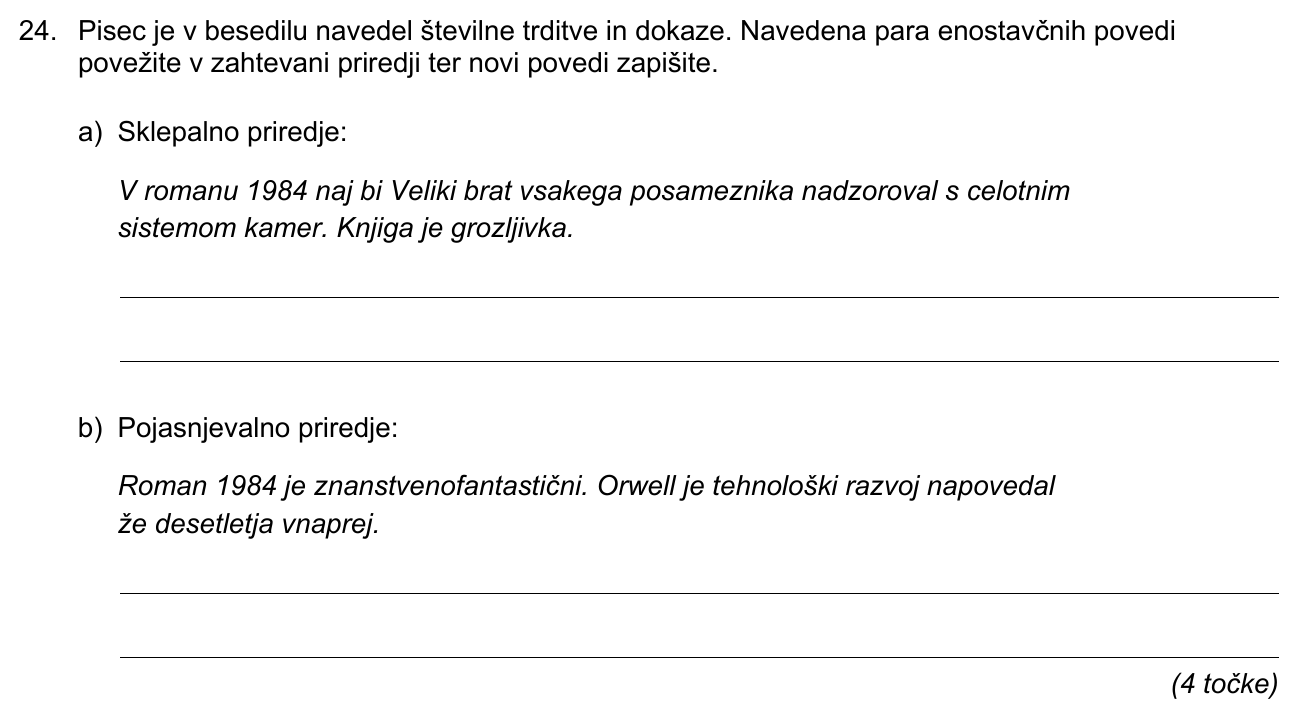 24. Pisec je v besedilu navedel številne trditve in dokaze. Navedena para enostavčnih povedi
povežite v zahtevani priredji ter novi povedi zapišite.
a) Sklepalno priredje:
V romanu 1984 naj bi Veliki brat vsakega posameznika nadzoroval s celotnim
sistemom kamer. Knjiga je grozljivka.
b) Pojasnjevalno priredje:
Roman 1984 je znanstvenofantastični. Orwell je tehnološki razvoj napovedal
že desetletja vnaprej.
(4 točke)